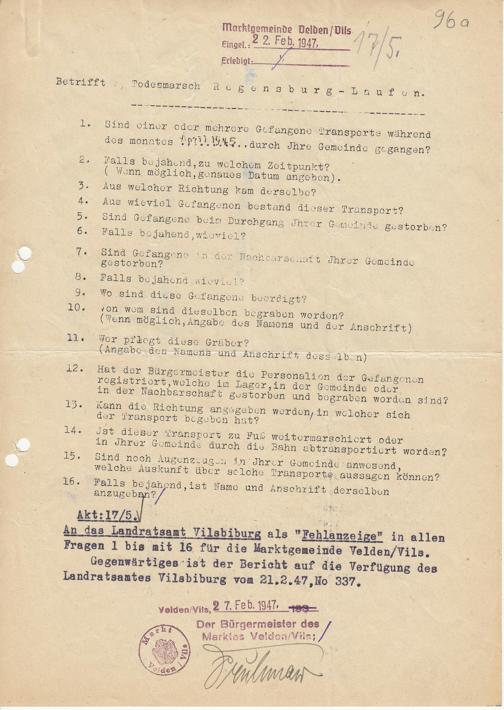 96a
Marktgemeinde Velden/Vils
Eingel.: 22. Feb. 1947.
17/5.
Erledigt:
Betrifft: Todesmarsch Regensburg-Laufen.
1. Sind einer oder mehrere Gefangene Transporte während
des monates April/Mai 45. durch Jhre Gemeinde gegangen?
2. Falls bejahend, zu welchem Zeitpunkt?
( Wenn möglich, genaues Datum angeben).
3. Aus welcher Richtung kam derselbe?
4. Aus wieviel Gefangenen bestand dieser Transport?
5. Sind Gefangene beim Durchgang Jhrer Gemeinde gestorben?
6. Falls bejahend, wieviel?
7. Sind Gefangene in der Nachbarschaft Jhrer Gemeinde
gestorben?
8. Falls bejahend, wieviel?
9. Wo sind diese Gefangene beerdigt?
10. von wem sind dieselben begraben worden?
(Wenn möglich, Angabe des Namens und der Anschrift)
11. Wer pflegt diese Gräber?
(Angabe des Namens und Anschrift desselben)
12. Hat der Bürgermeister die Personalien der Gefangenen
registriert, welche im Lager, in der Gemeinde oder
in der Nachbarschaft gestorben und begraben worden sind?
13. Kann die Richtung angegeben werden, in welcher sich
der Transport begeben hat?
14. Jst dieser Transport zu Fuß weitermarschiert oder
in Jhrer Gemeinde durch die Bahn abtransportiert worden?
15. Sind noch Augenzeugen in Jhrer Gemeinde anwesend,
welche Auskunft über solche Transporte aussagen können?
16. Falls bejahend, ist Name und Anschrift derselben
anzugeben?
Akt:17/5.
An das Landratsamt Vilsbiburg als "Fehlanzeige" in allen
Fragen 1 bis mit 16 für die Marktgemeinde Velden/Vils.
Gegenwärtiges ist der Bericht auf die Verfügung des
Landratsamtes Vilsbiburg vom 21.2.47, No 337.
Velden/Vils, 27. Feb. 1947.
Der Bürgermeister des
Marktes Velden/Vils;
Markt Velden Vils